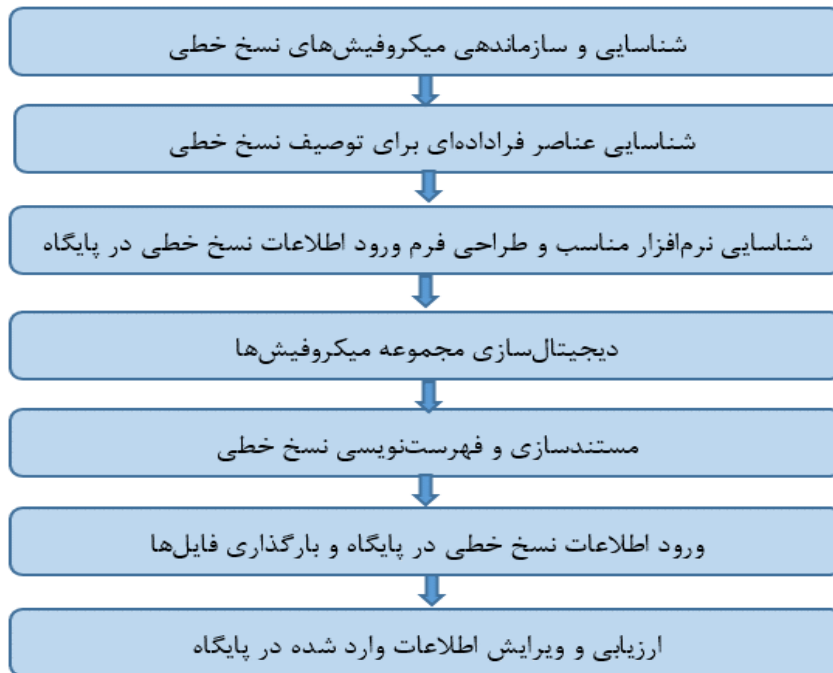 شناسایی و سازماندهی میکروفیش‌های نسخ خطی
شناسایی عناصر فراداده‌ای برای توصیف نسخ خطی
شناسایی نرم‌افزار مناسب و طراحی فرم ورود اطلاعات نسخ خطی در پایگاه
دیجیتال‌سازی مجموعه میکروفیش‌ها
مستندسازی و فهرست‌نویسی نسخ خطی
ورود اطلاعات نسخ خطی در پایگاه و بارگذاری فایل‌ها
ارزیابی و ویرایش اطلاعات وارد شده در پایگاه